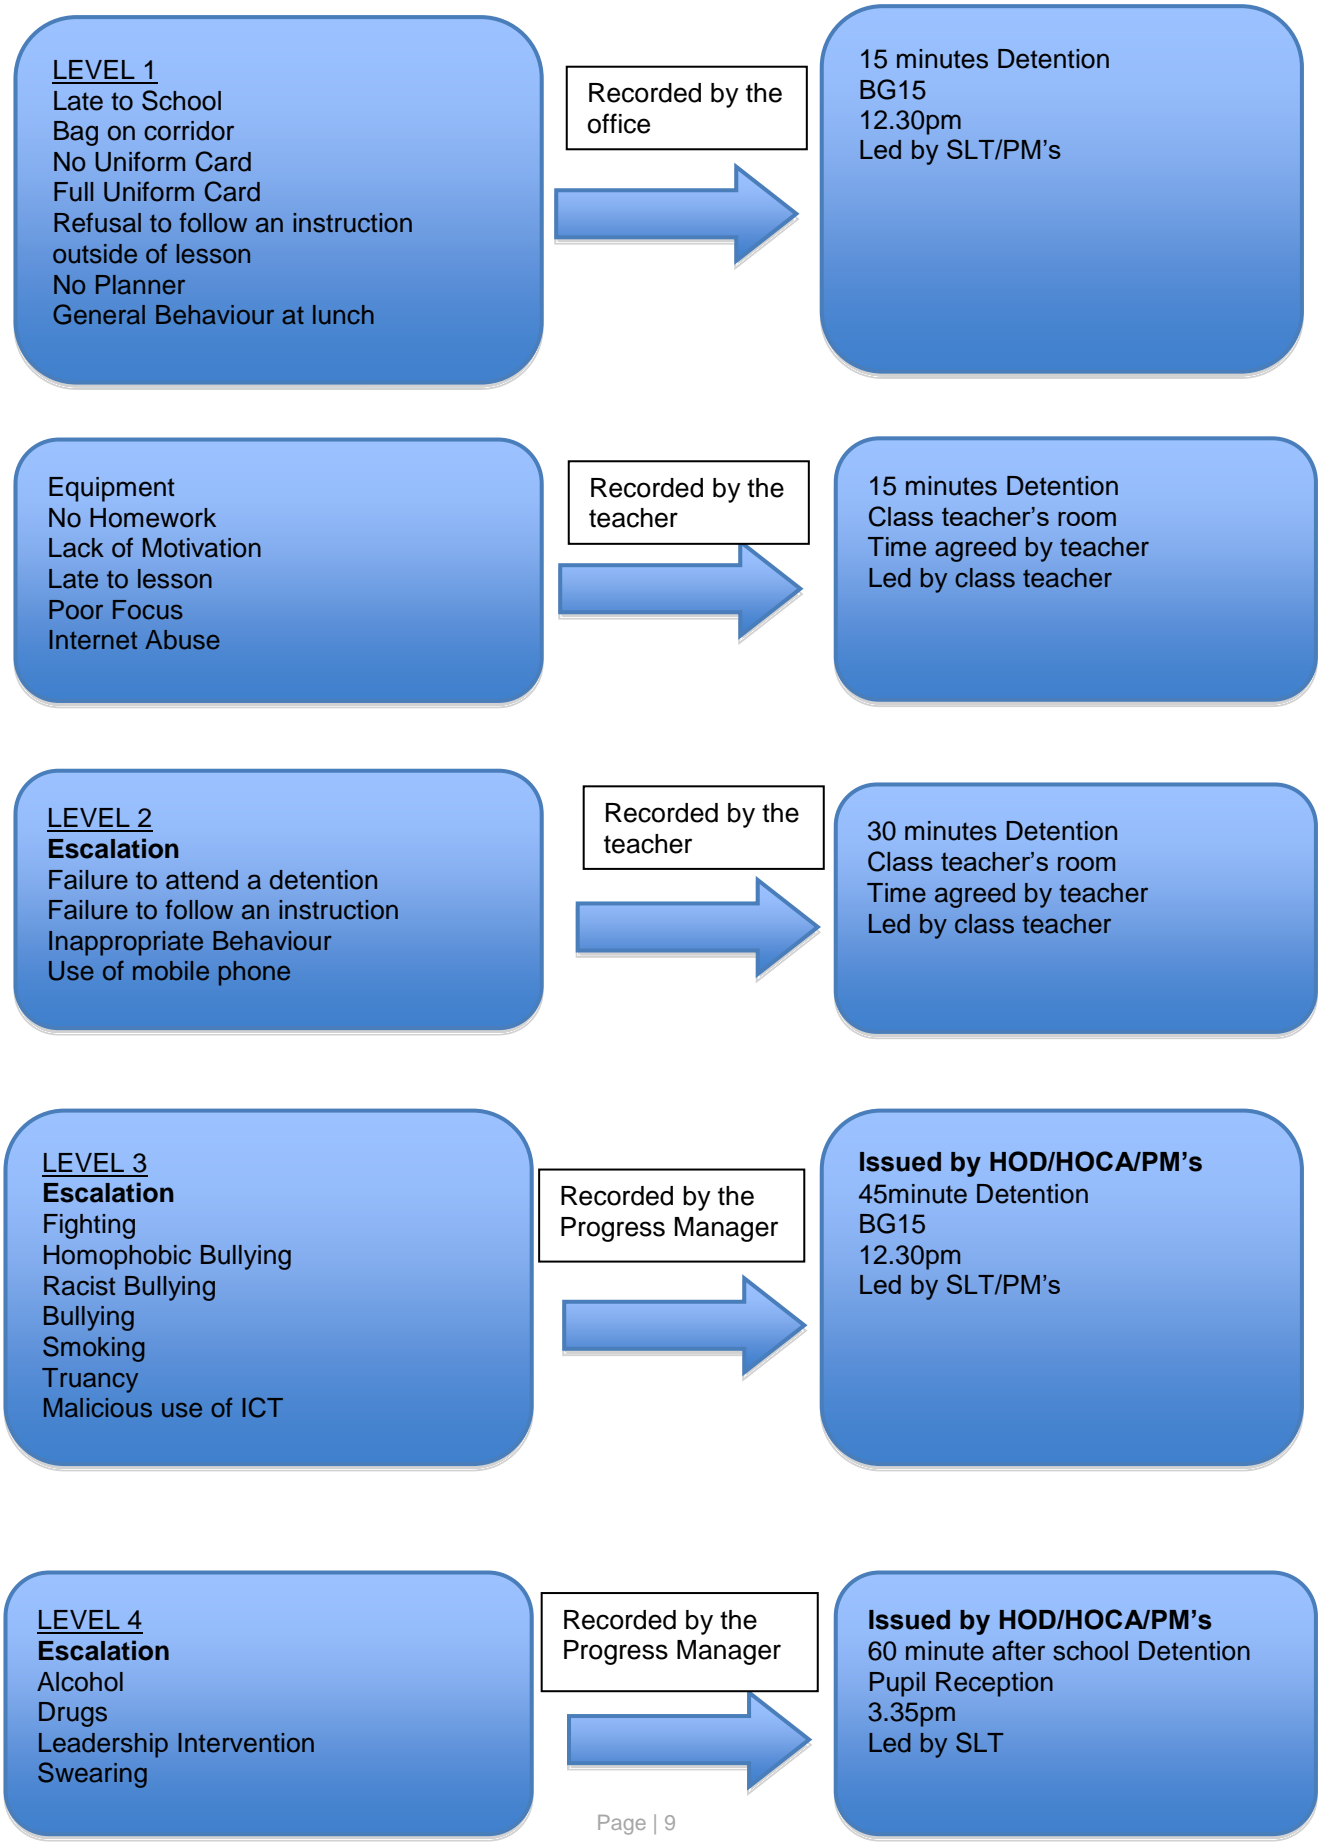 LEVEL 1
Late to School
Bag on corridor
No Uniform Card
Full Uniform Card
Refusal to follow an instruction
outside of lesson
No Planner
General Behaviour at lunch
Recorded by the
office
15 minutes Detention
BG15
12.30pm
Led by SLT/PM’s
Equipment
No Homework
Lack of Motivation
Late to lesson
Poor Focus
Internet Abuse
Recorded by the
teacher
15 minutes Detention
Class teacher’s room
Time agreed by teacher
Led by class teacher
LEVEL 2
Escalation
Failure to attend a detention
Failure to follow an instruction
Inappropriate Behaviour
Use of mobile phone
Recorded by the
teacher
30 minutes Detention
Class teacher’s room
Time agreed by teacher
Led by class teacher
LEVEL 3
Escalation
Fighting
Homophobic Bullying
Racist Bullying
Bullying
Smoking
Truancy
Malicious use of ICT
Recorded by the
Progress Manager
Issued by HOD/HOCA/PM’s
45minute Detention
BG15
12.30pm
Led by SLT/PM’s
LEVEL 4
Escalation
Alcohol
Drugs
Leadership Intervention
Swearing
Recorded by the
Progress Manager
Issued by HOD/HOCA/PM’s
60 minute after school Detention
Pupil Reception
3.35pm
Led by SLT
Page | 9